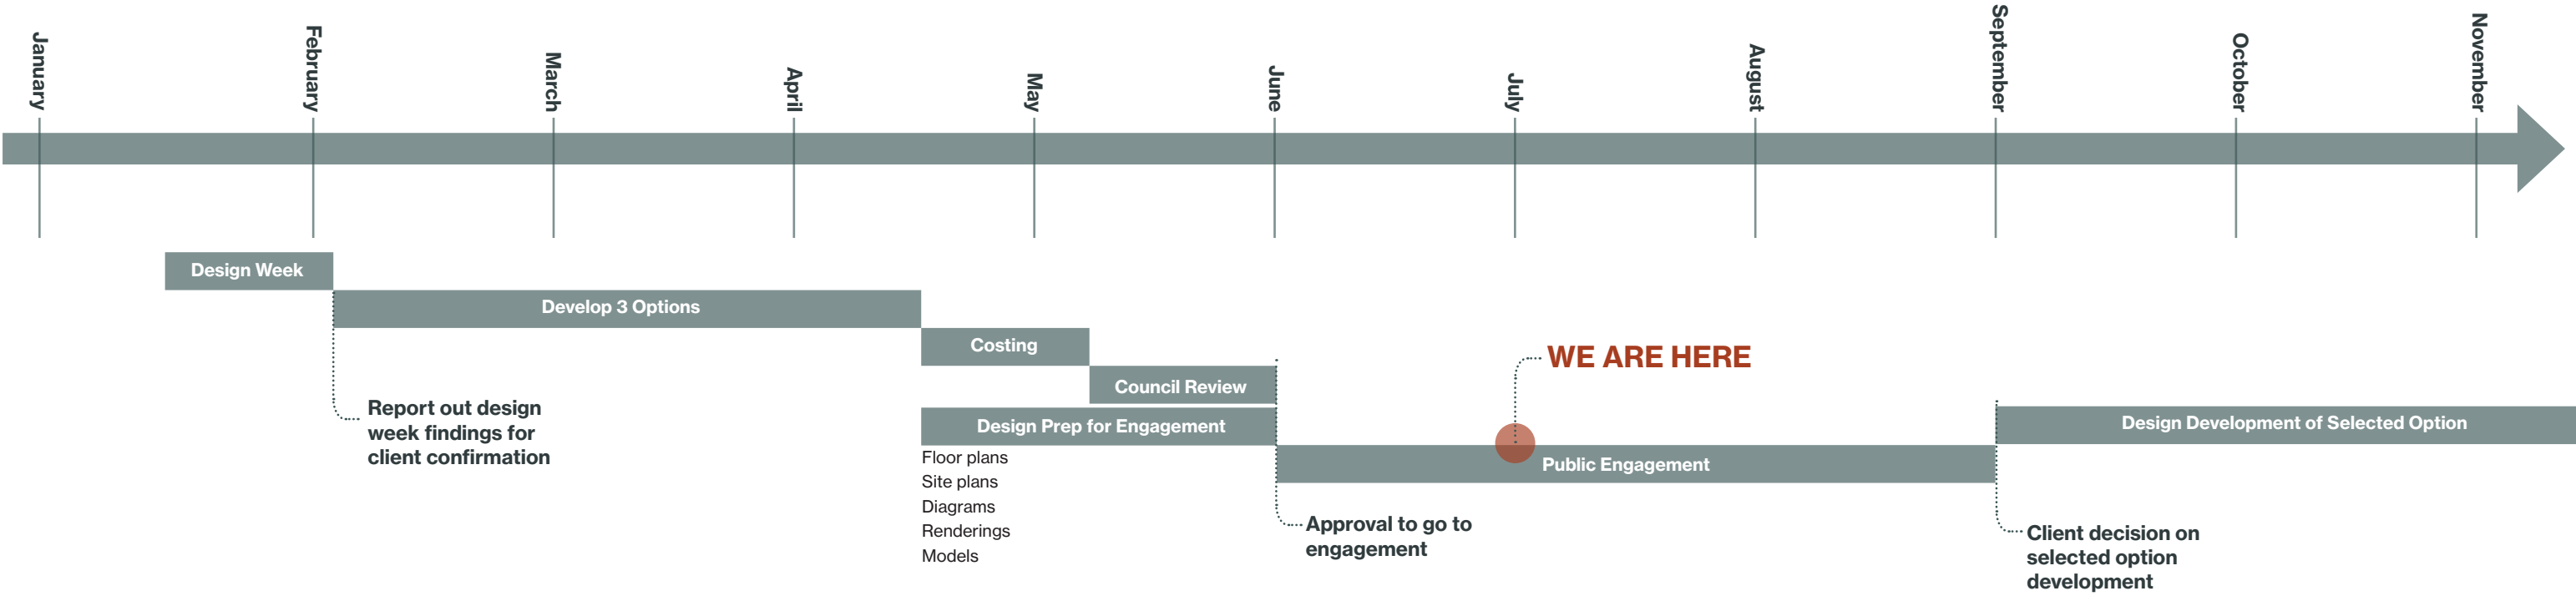 January
February
March
April
May
June
July
August
September
October
November
Design Week
Develop 3 Options
Costing
WE ARE HERE
Council Review
Report out design
week findings for
client confirmation
Design Prep for Engagement
Floor plans
Site plans
Diagrams
Renderings
Models
Public Engagement
Approval to go to
engagement
Design Development of Selected Option
Client decision on
selected option
development